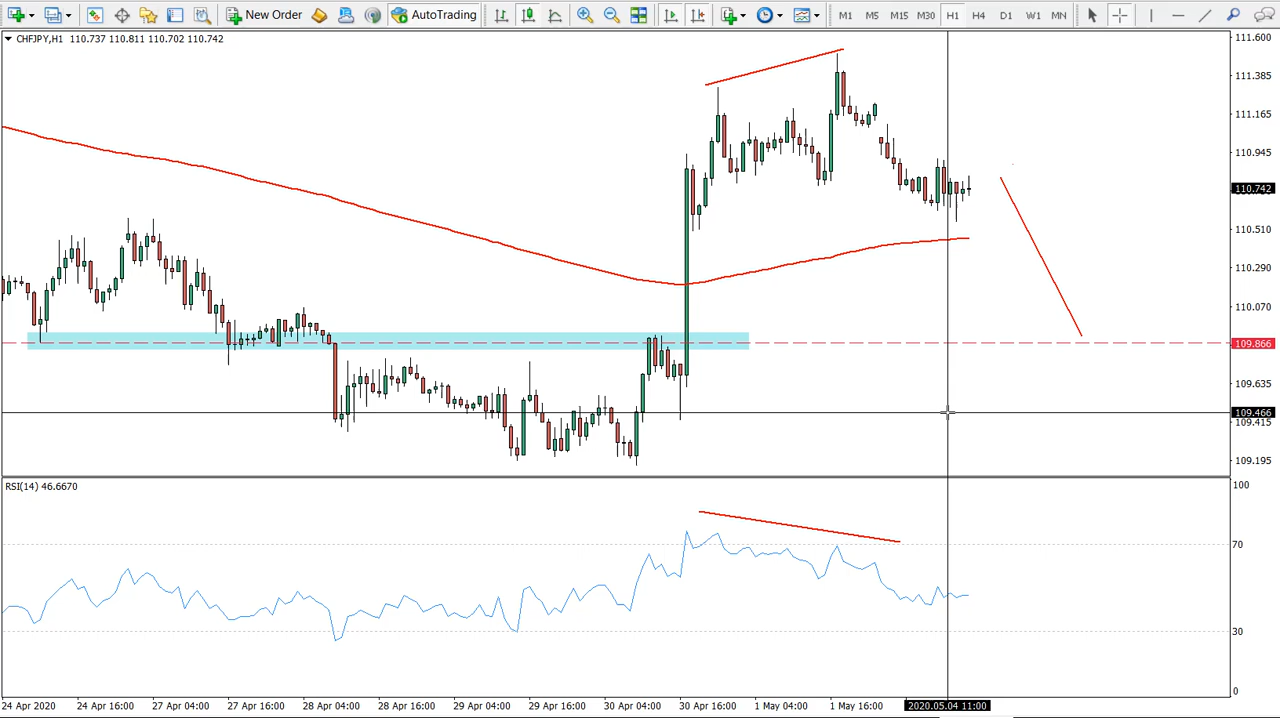 New Order
AutoTrading
M1 M5 M15 M30 H1 H4 D1 W1 MN
CHFJPY,H1 110.737 110.811 110.702 110.742
111.600
111.385
111.165
110.945
110.742
110.510
110.290
110.070
109.866
109.635
109.466
109.415
109.195
RSI(14) 46.6670
100
70
30
0
24 Apr 2020 24 Apr 16:00 27 Apr 04:00 27 Apr 16:00 28 Apr 04:00 28 Apr 16:00 29 Apr 04:00 29 Apr 16:00 30 Apr 04:00 30 Apr 16:00 1 May 04:00 1 May 16:00 2020.05.04 11:00